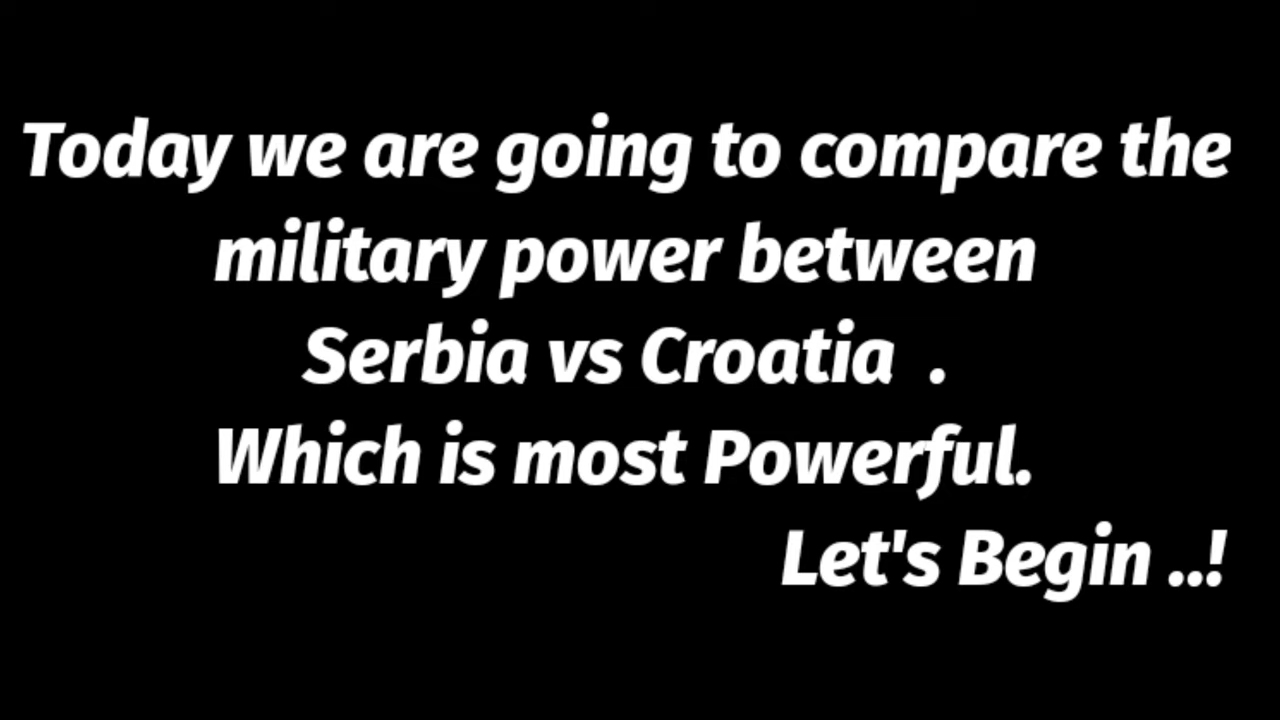 Today we are going to compare the
military power between
Serbia vs Croatia  .
Which is most Powerful.
Let's Begin ..!